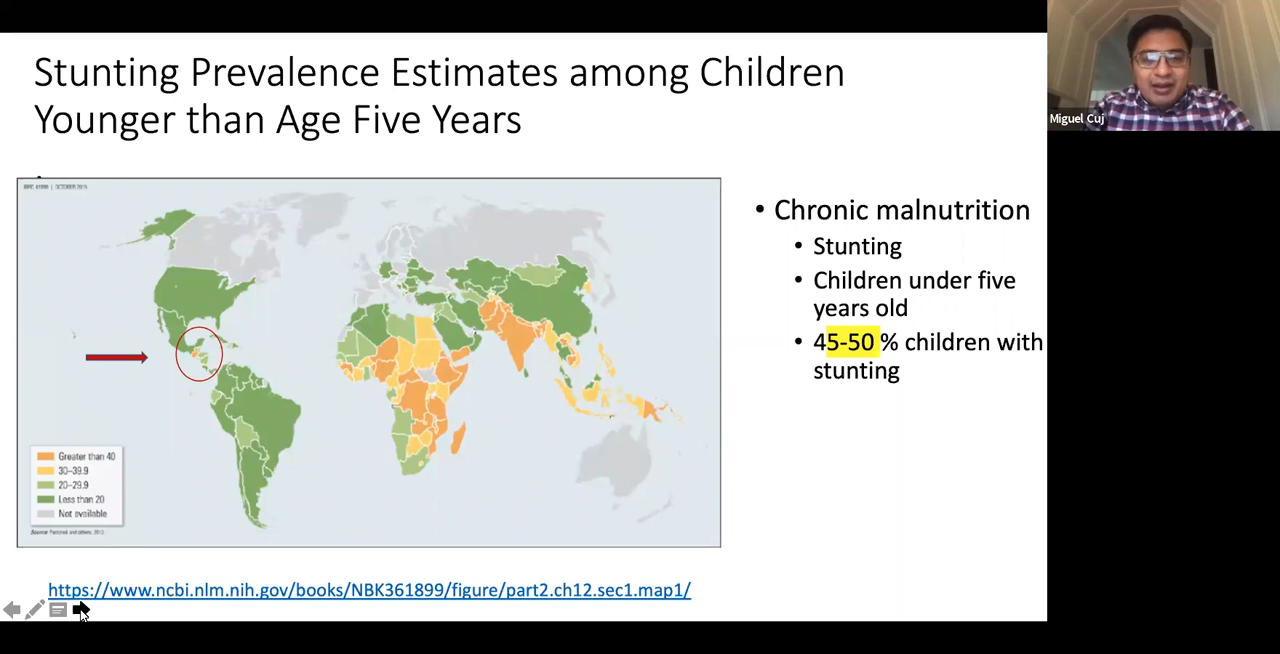 Stunting Prevalence Estimates among Children
Younger than Age Five Years
Miguel Cuj
OCTOBER 2015
• Chronic malnutrition
• Stunting
• Children under five
years old
• 45-50 % children with
stunting
Greater than 40
30–39.9
20–29.9
Less than 20
Not available
https://www.ncbi.nlm.nih.gov/books/NBK361899/figure/part2.ch12.sec1.map1/